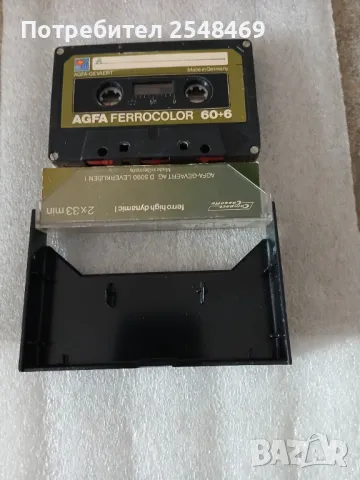 Потребител 2548469
A
AGFA-GEVAERT
Made in Germany
AGFA FERROCOLOR 60+6
AGFA-GEVAERT AG D 5090 LEVERKUSEN 1
Made in Germany
Compact Cassette
ferro high dynamic I
2 x 33 min
BAZAR